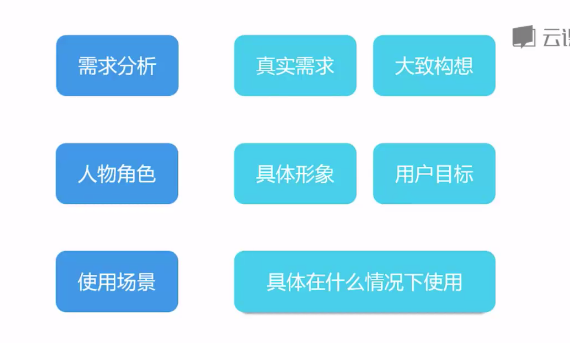 云课
需求分析 真实需求 大致构想
人物角色 具体形象 用户目标
使用场景 具体在什么情况下使用